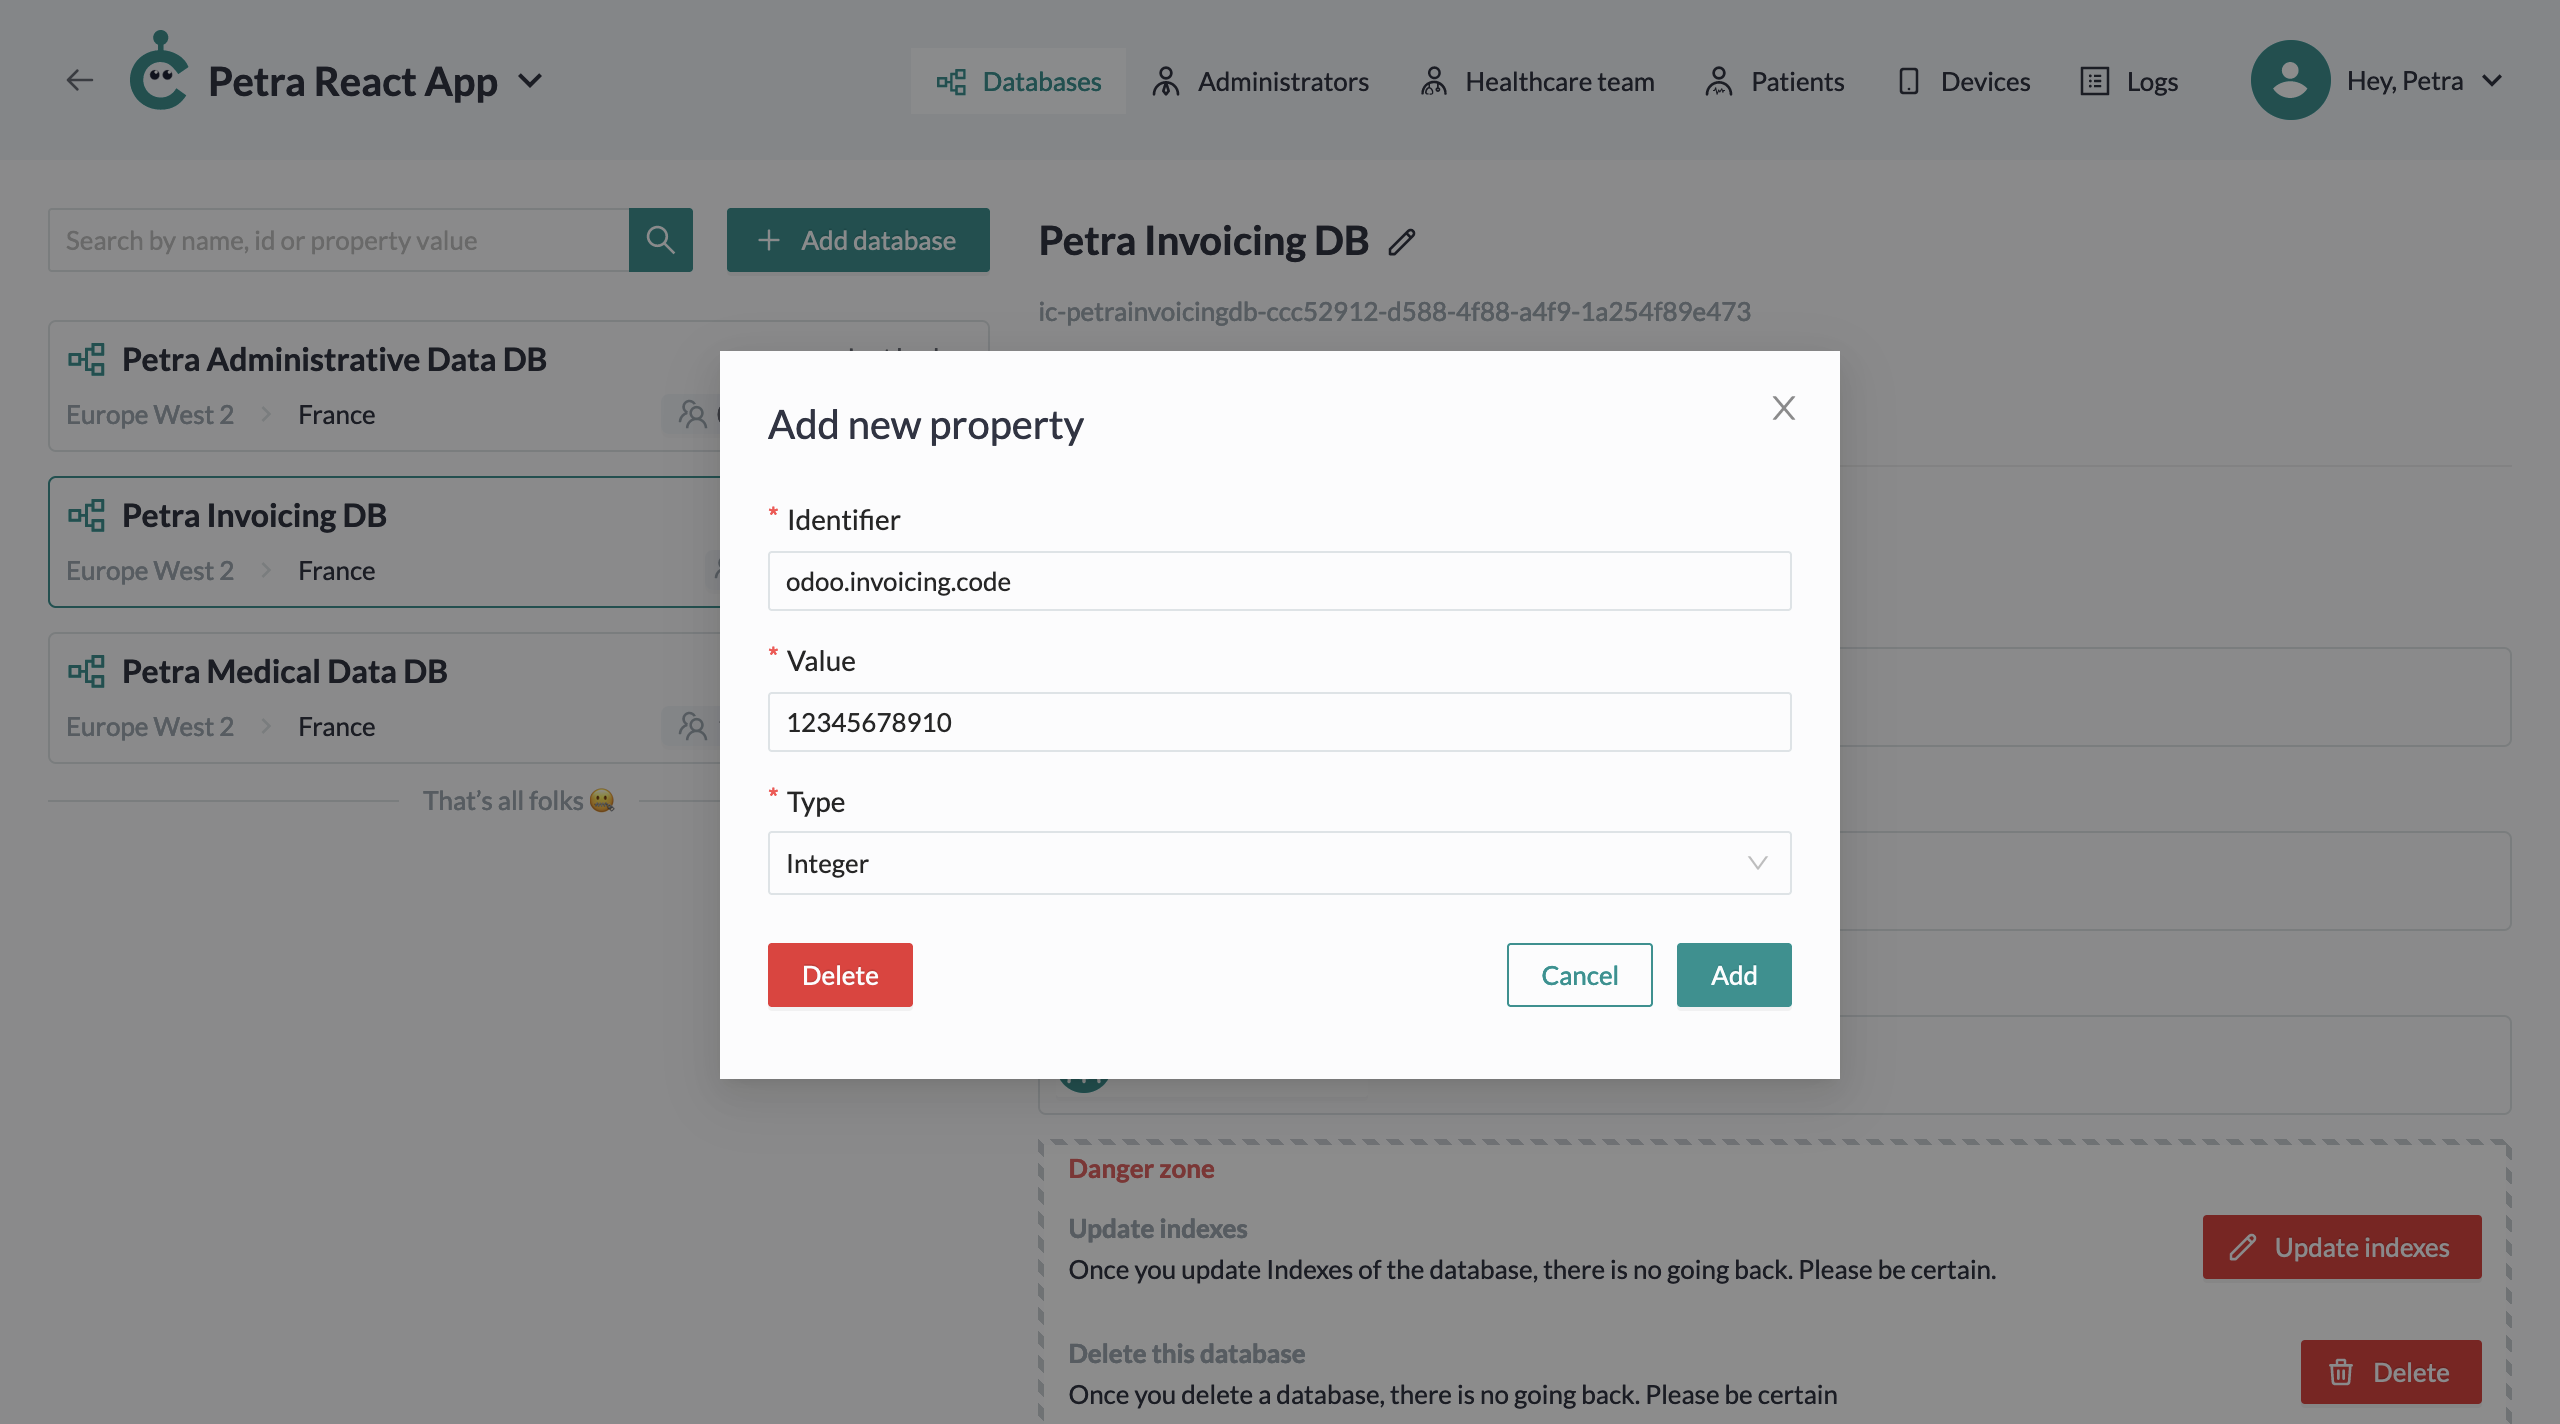 Petra React App
Databases
Administrators
Healthcare team
Patients
Devices
Logs
Hey, Petra
Search by name, id or property value
Add database
Petra Administrative Data DB
Europe West 2
France
Petra Invoicing DB
Europe West 2
France
Petra Medical Data DB
Europe West 2
France
That's all folks 🤐
Petra Invoicing DB
ic-petrainvoicingdb-ccc52912-d588-4f88-a4f9-1a254f89e473
Add new property
* Identifier
odoo.invoicing.code
* Value
12345678910
* Type
Integer
Delete
Cancel
Add
Danger zone
Update indexes
Once you update Indexes of the database, there is no going back. Please be certain.
Update indexes
Delete this database
Once you delete a database, there is no going back. Please be certain
Delete